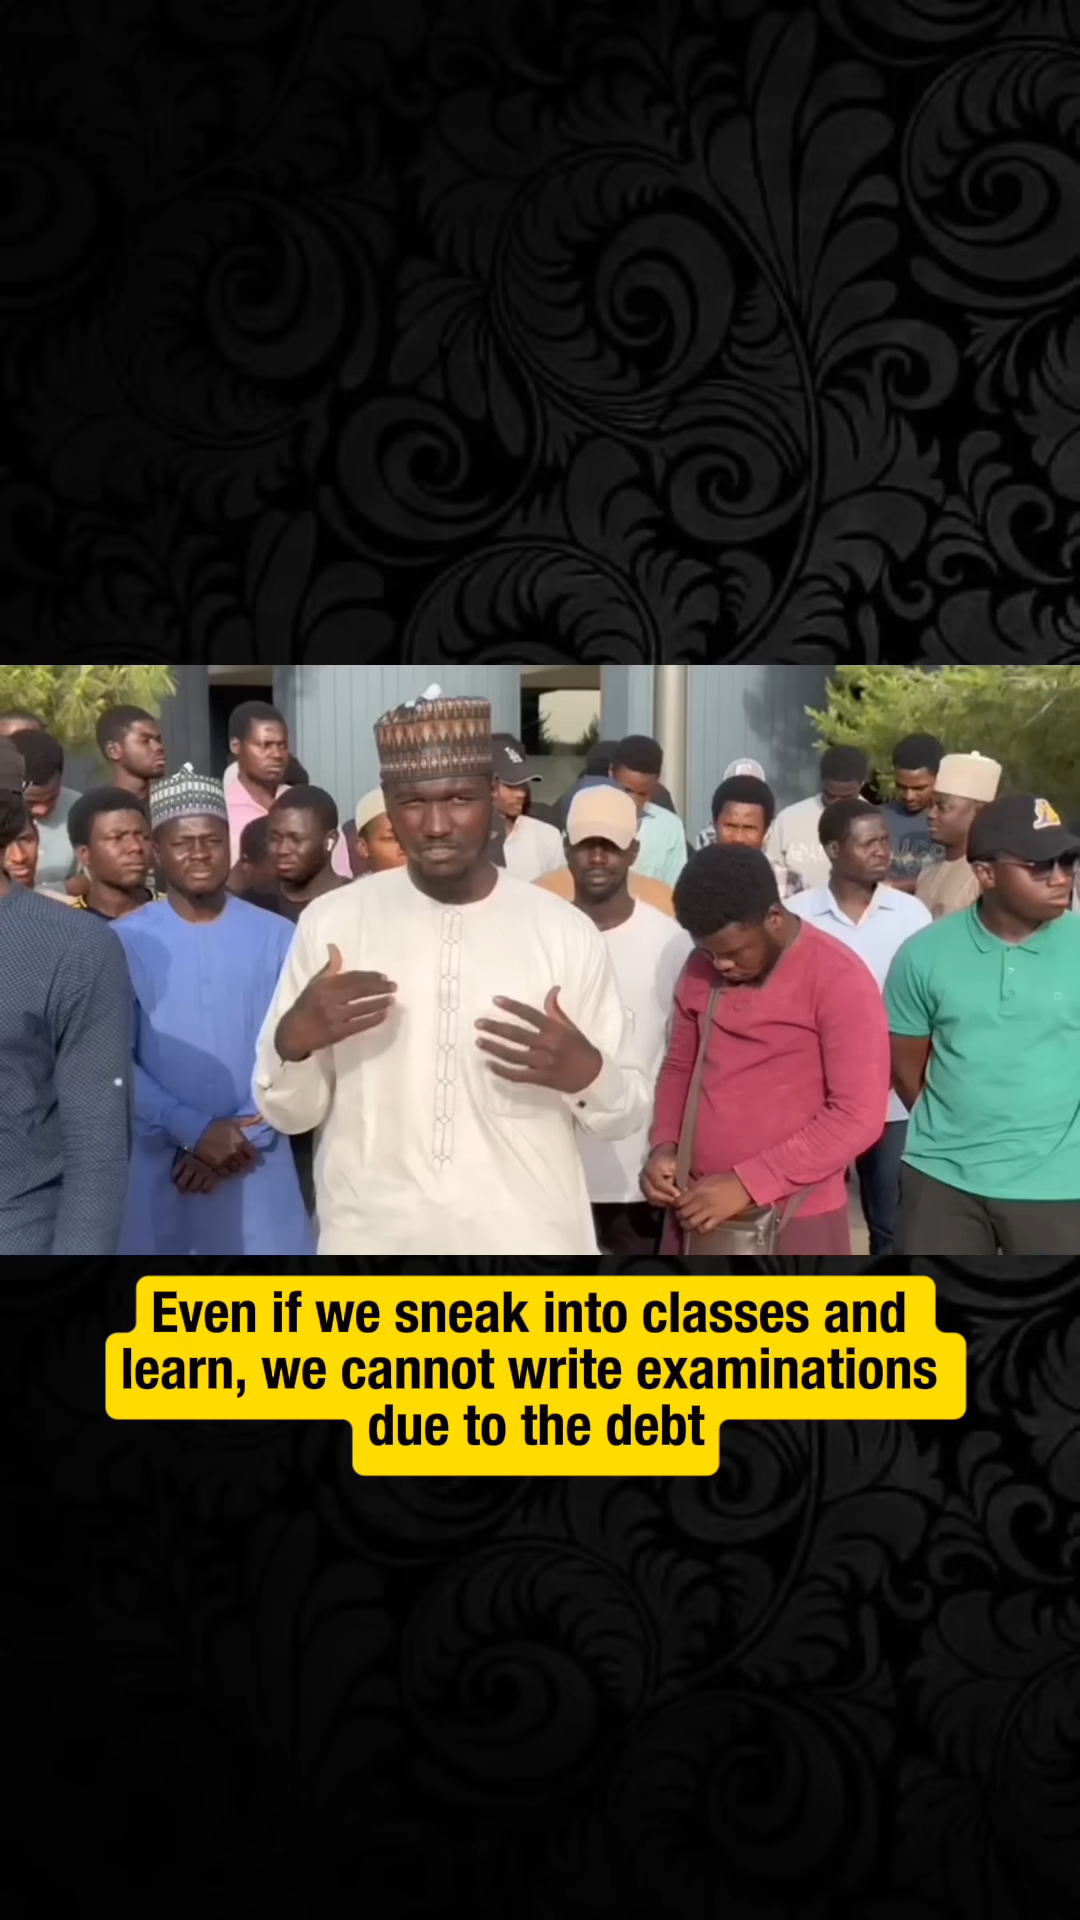 Even if we sneak into classes and
learn, we cannot write examinations
due to the debt